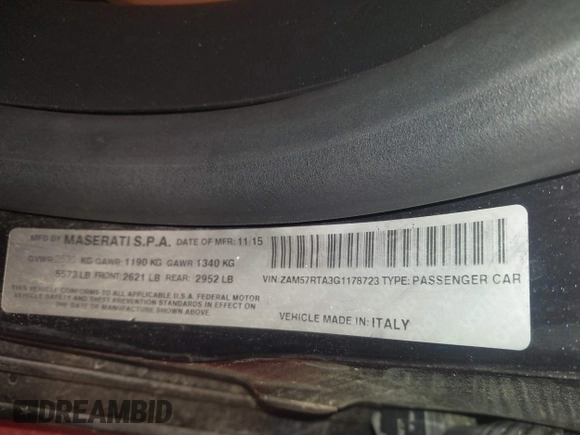 MFD BY MASERATI S.P.A. DATE OF MFR: 11/15
GVWR KG GAWR: 1190 KG GAWR 1340 KG
5573 LB FRONT: 2621 LB REAR: 2952 LB
THIS VEHICLE CONFORMS TO ALL APPLICABLE U.S.A. FEDERAL MOTOR
VEHICLE SAFETY AND THEFT PREVENTION STANDARDS IN EFFECT ON
THE DATE OF MANUFACTURE SHOWN ABOVE.
VIN: ZAM57RTA3G1178723 TYPE: PASSENGER CAR
VEHICLE MADE IN: ITALY
DREAMBID